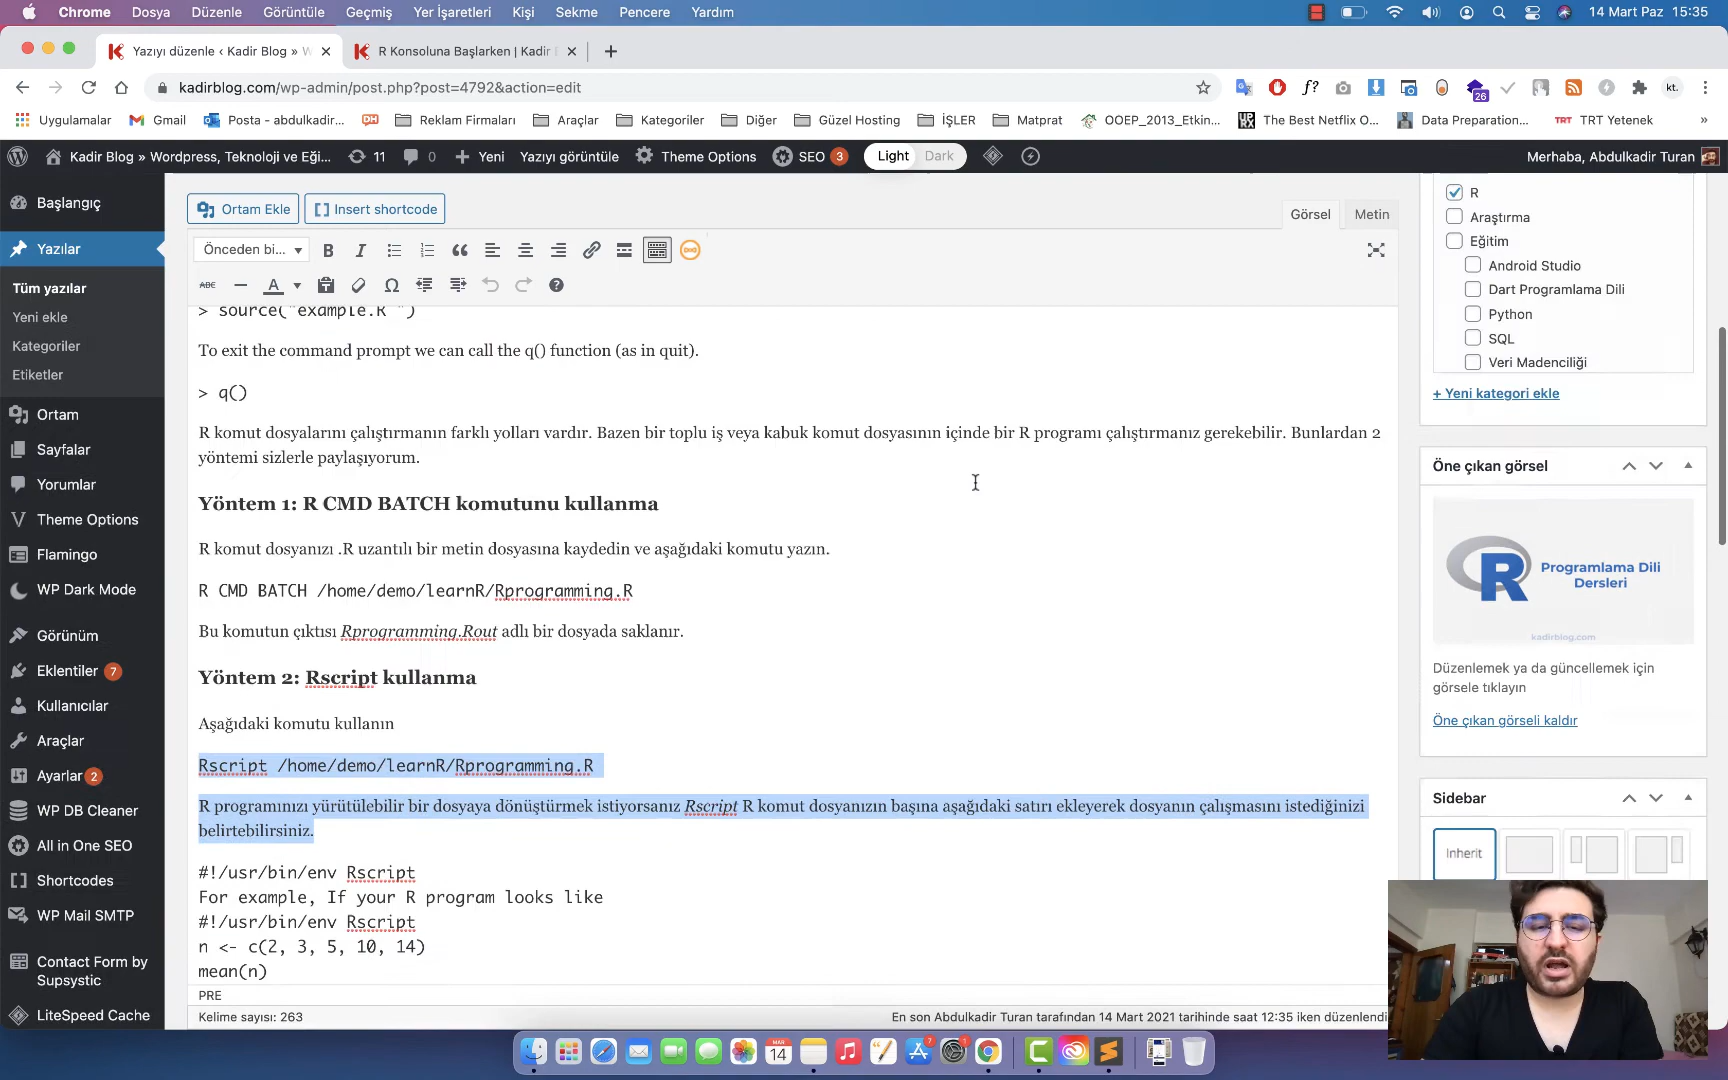 Chrome Dosya Düzenle Görüntüle Geçmiş Yer İşaretleri Kişi Sekme Pencere Yardım 14 Mart Paz 15:35
Yazıyı düzenle ‹ Kadir Blog » W R Konsoluna Başlarken | Kadir
kadirblog.com/wp-admin/post.php?post=4792&action=edit f? 26 kt.
Uygulamalar Gmail Posta - abdulkadir... DH Reklam Firmaları Araçlar Kategoriler Diğer Güzel Hosting İŞLER Matprat OOEP_2013_Etkin... The Best Netflix O... Data Preparation... TRT TRT Yetenek »
Kadir Blog » Wordpress, Teknoloji ve Eği... 11 0 Yeni Yazıyı görüntüle Theme Options SEO 3 Light Dark Merhaba, Abdulkadir Turan
Başlangıç
Yazılar
Tüm yazılar
Yeni ekle
Kategoriler
Etiketler
Ortam
Sayfalar
Yorumlar
Theme Options
Flamingo
WP Dark Mode
Görünüm
Eklentiler 7
Kullanıcılar
Araçlar
Ayarlar 2
WP DB Cleaner
All in One SEO
Shortcodes
WP Mail SMTP
Contact Form by
Supsystic
LiteSpeed Cache
Ortam Ekle Insert shortcode Görsel Metin
Önceden bi... B I
ABC A Ω
> source("example.R ")
To exit the command prompt we can call the q() function (as in quit).
> q()
R komut dosyalarını çalıştırmanın farklı yolları vardır. Bazen bir toplu iş veya kabuk komut dosyasının içinde bir R programı çalıştırmanız gerekebilir. Bunlardan 2
yöntemi sizlerle paylaşıyorum.
Yöntem 1: R CMD BATCH komutunu kullanma
R komut dosyanızı .R uzantılı bir metin dosyasına kaydedin ve aşağıdaki komutu yazın.
R CMD BATCH /home/demo/learnR/Rprogramming.R
Bu komutun çıktısı Rprogramming.Rout adlı bir dosyada saklanır.
Yöntem 2: Rscript kullanma
Aşağıdaki komutu kullanın
Rscript /home/demo/learnR/Rprogramming.R
R programınızı yürütülebilir bir dosyaya dönüştürmek istiyorsanız Rscript R komut dosyanızın başına aşağıdaki satırı ekleyerek dosyanın çalışmasını istediğinizi
belirtebilirsiniz.
#!/usr/bin/env Rscript
For example, If your R program looks like
#!/usr/bin/env Rscript
n <- c(2, 3, 5, 10, 14)
mean(n)
PRE
Kelime sayısı: 263 En son Abdulkadir Turan tarafından 14 Mart 2021 tarihinde saat 12:35 iken düzenlendi
R
Araştırma
Eğitim
Android Studio
Dart Programlama Dili
Python
SQL
Veri Madenciliği
+ Yeni kategori ekle
Öne çıkan görsel
R Programlama Dili
Dersleri
kadirblog.com
Düzenlemek ya da güncellemek için
görsele tıklayın
Öne çıkan görseli kaldır
Sidebar
Inherit
MAR
14